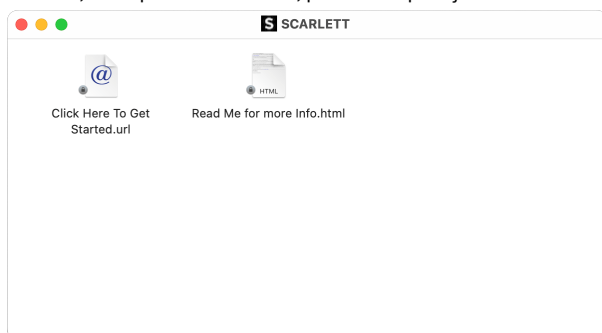 S SCARLETT
@
HTML
Click Here To Get
Started.url
Read Me for more Info.html